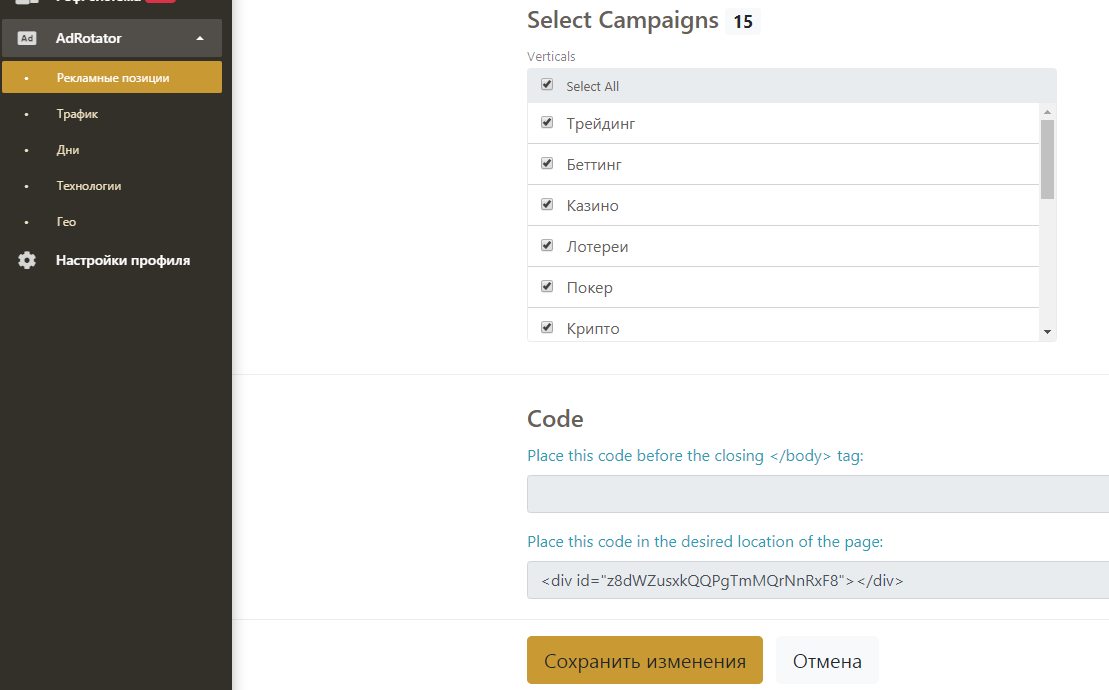 Ad AdRotator
Рекламные позиции
Трафик
Дни
Технологии
Гео
Настройки профиля
Select Campaigns 15
Verticals
Select All
Трейдинг
Беттинг
Казино
Лотереи
Покер
Крипто
Code
Place this code before the closing </body> tag:
Place this code in the desired location of the page:
<div id="z8dWZusxkQQPgTmMQrNnRxF8"></div>
Сохранить изменения
Отмена